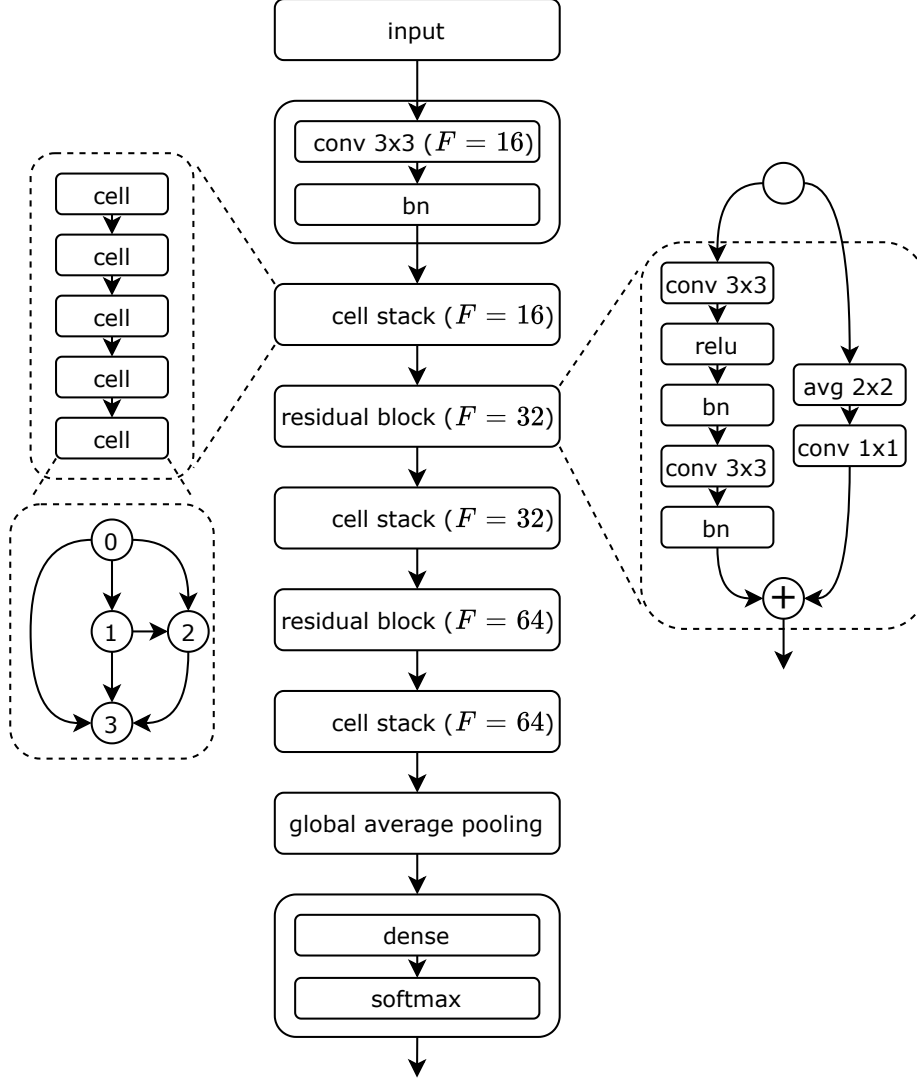 input
conv 3x3 (F = 16)
bn
cell stack (F = 16)
residual block (F = 32)
cell stack (F = 32)
residual block (F = 64)
cell stack (F = 64)
global average pooling
dense
softmax
cell
cell
cell
cell
cell
0
1
2
3
conv 3x3
relu
bn
conv 3x3
bn
avg 2x2
conv 1x1
+